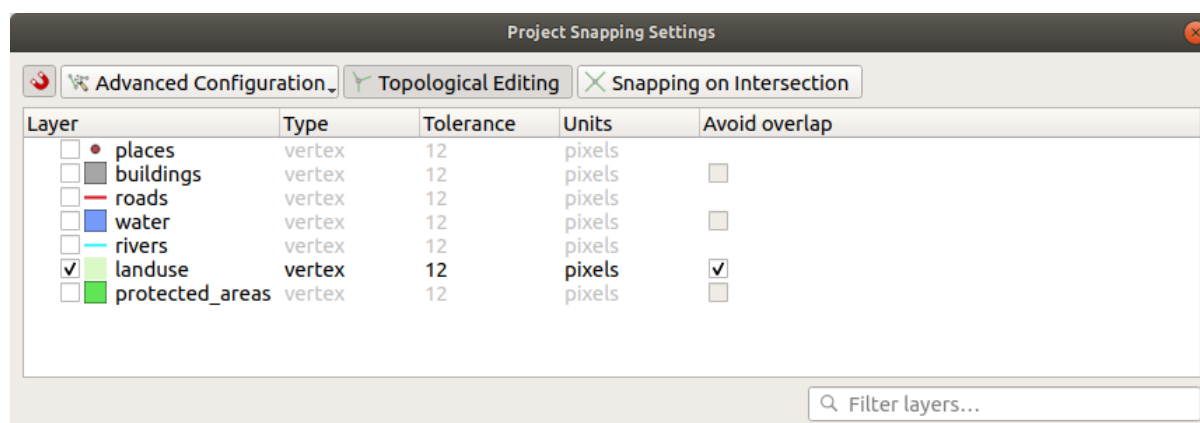 Project Snapping Settings
Advanced Configuration Topological Editing Snapping on Intersection
Layer Type Tolerance Units Avoid overlap
places vertex 12 pixels
buildings vertex 12 pixels
roads vertex 12 pixels
water vertex 12 pixels
rivers vertex 12 pixels
landuse vertex 12 pixels
protected_areas vertex 12 pixels
Filter layers...